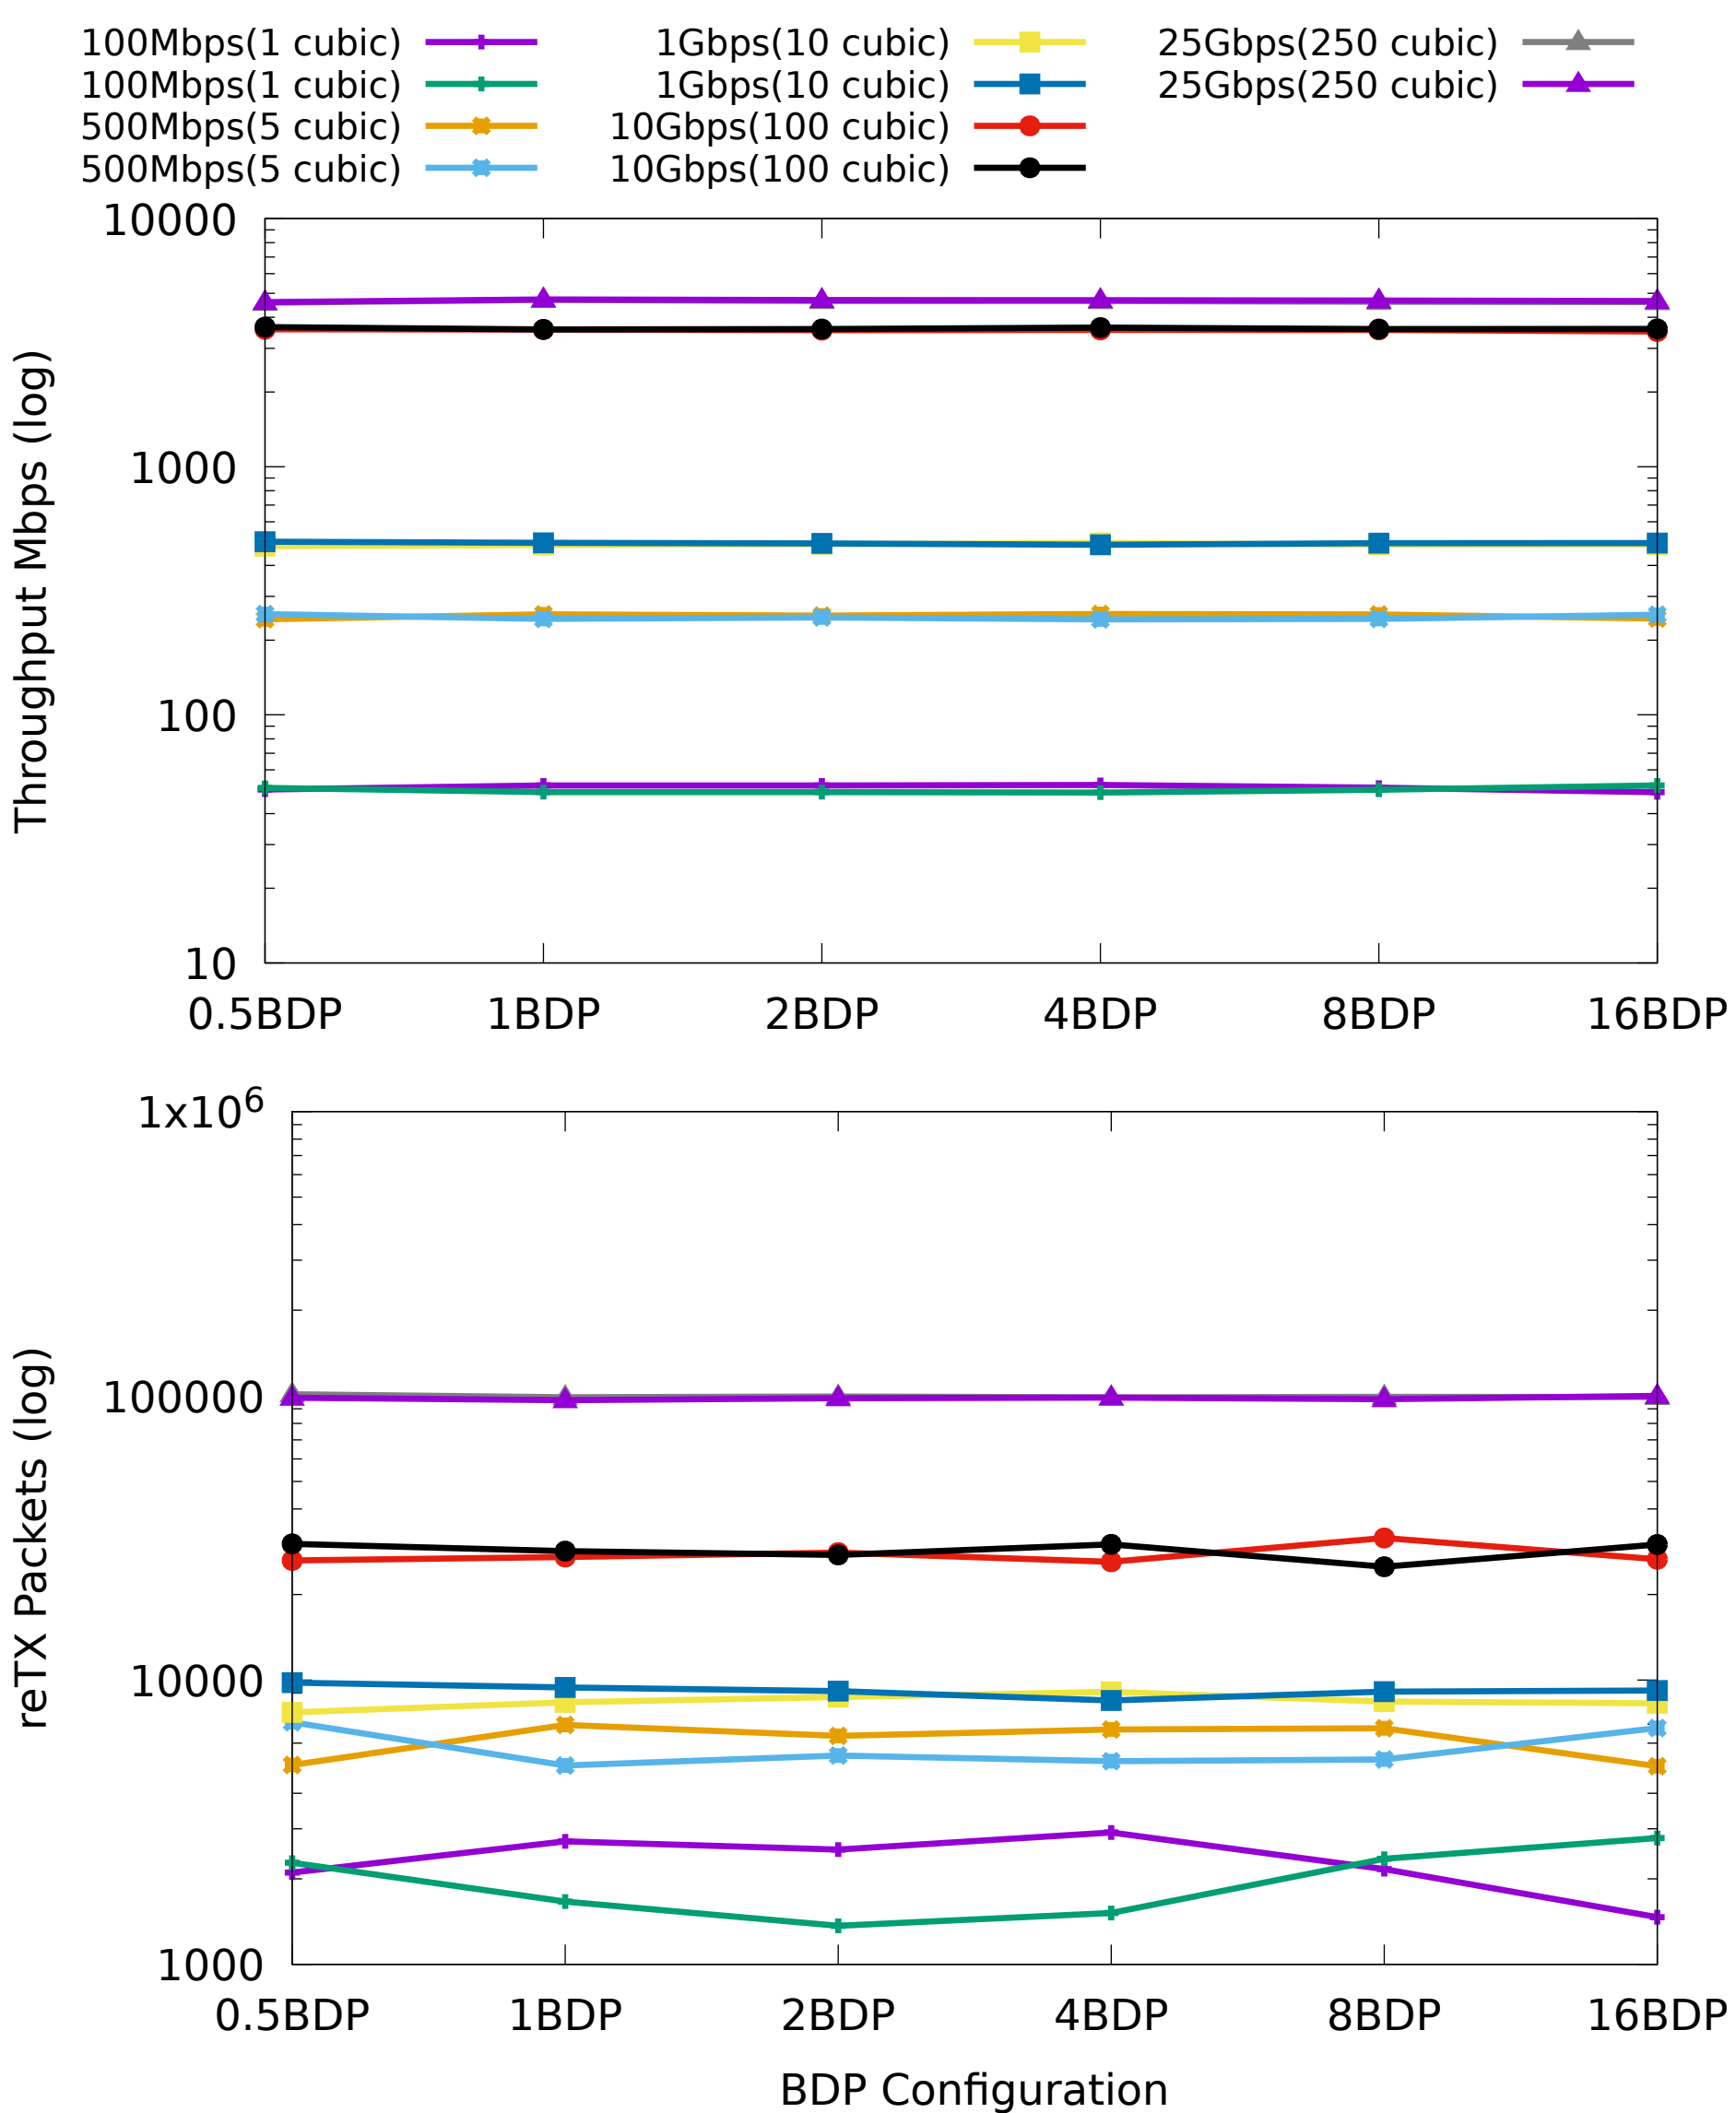 100Mbps(1 cubic)
100Mbps(1 cubic)
500Mbps(5 cubic)
500Mbps(5 cubic)
1Gbps(10 cubic)
1Gbps(10 cubic)
10Gbps(100 cubic)
10Gbps(100 cubic)
25Gbps(250 cubic)
25Gbps(250 cubic)
Throughput Mbps (log)
10000
1000
100
10
0.5BDP 1BDP 2BDP 4BDP 8BDP 16BDP
reTX Packets (log)
1x10⁶
100000
10000
1000
0.5BDP 1BDP 2BDP 4BDP 8BDP 16BDP
BDP Configuration